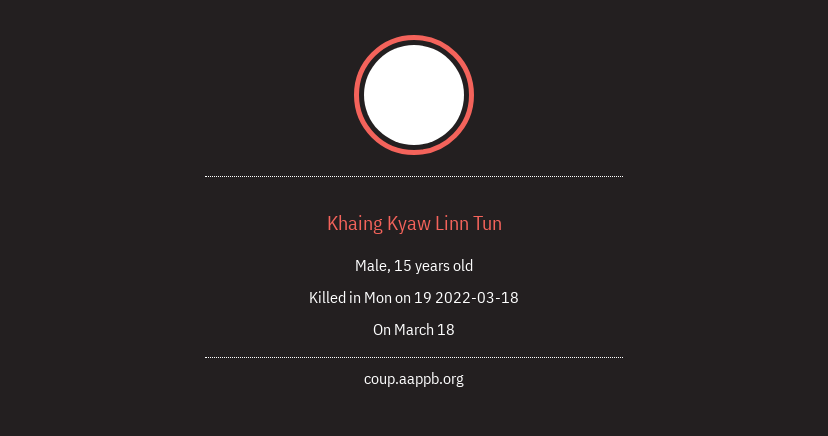 Khaing Kyaw Linn Tun
Male, 15 years old
Killed in Mon on 19 2022-03-18
On March 18
coup.aappb.org